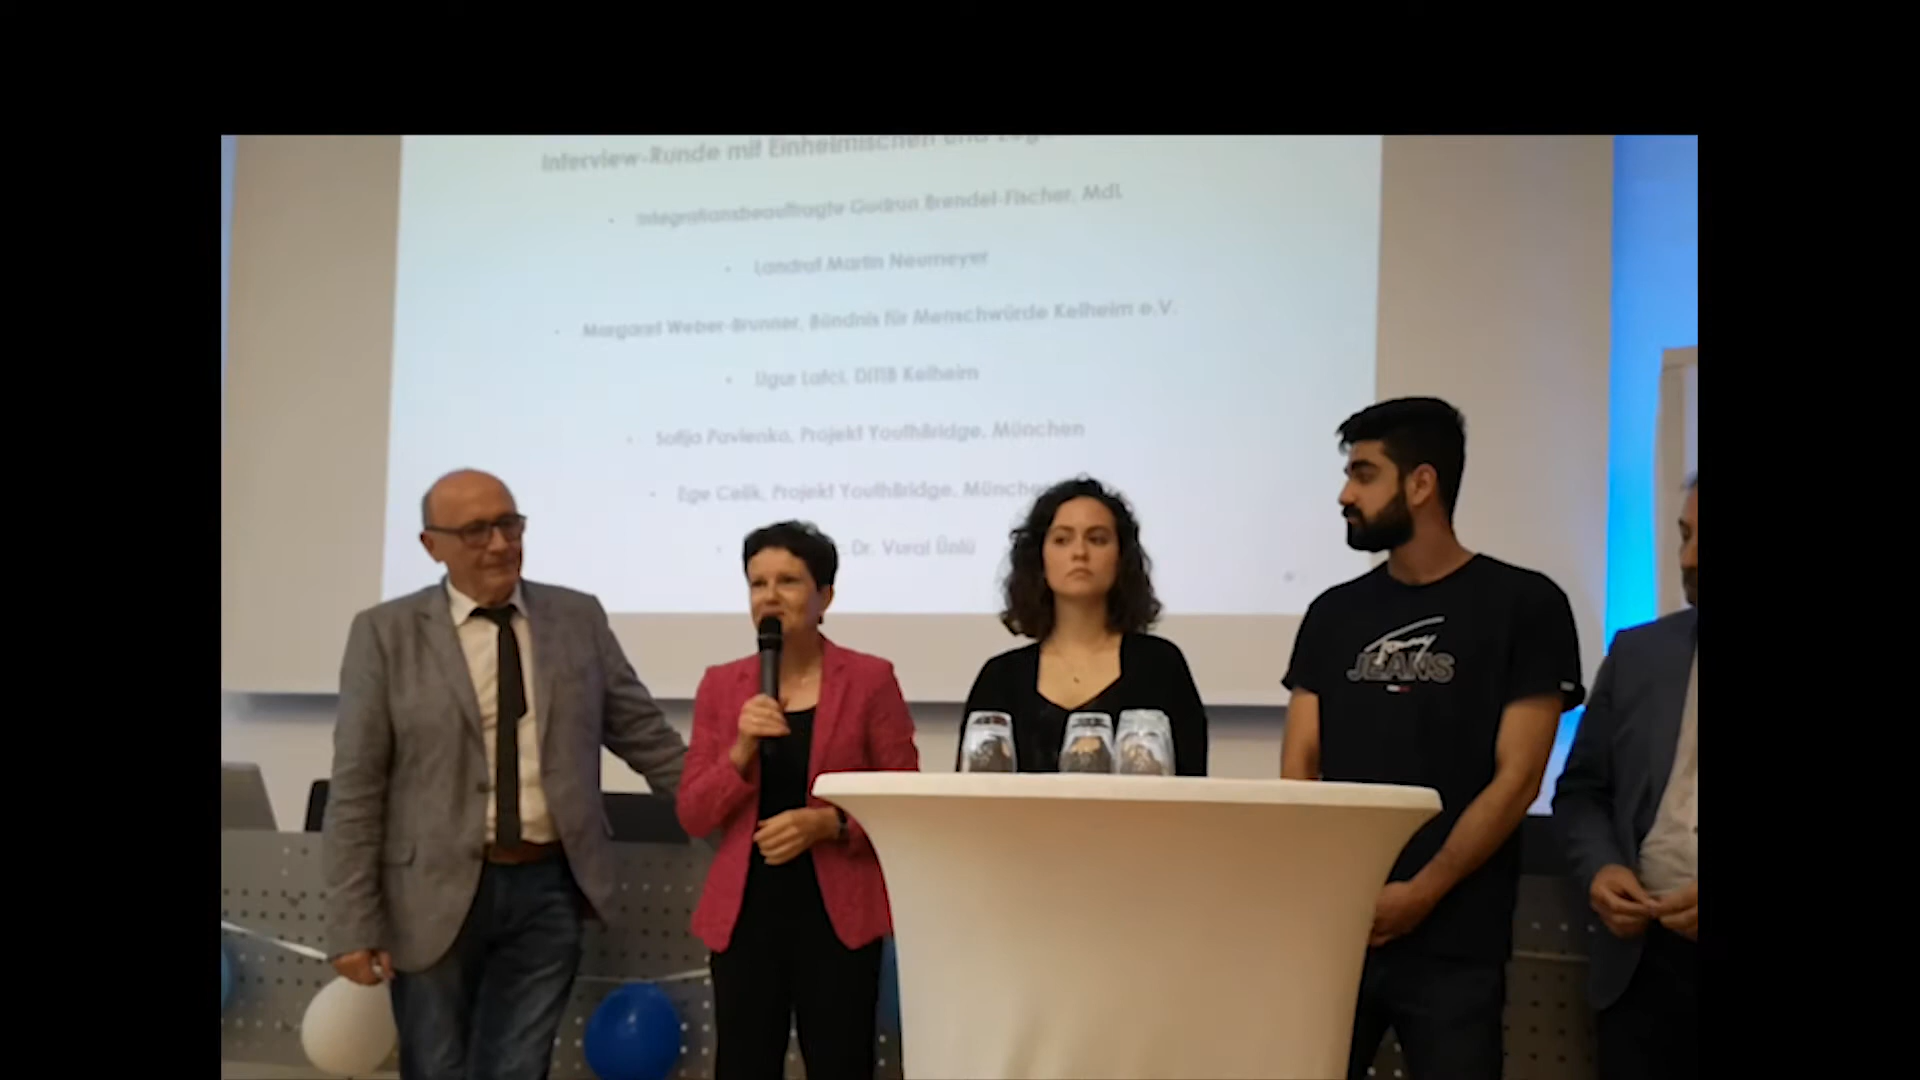 Interview-Runde mit Einheimischen und
Integrationsbeauftragte Gudrun Brendel-Fischer, MdL
Landrat Martin Neumeyer
Margaret Weber-Brunner, Bündnis für Menschwürde Kelheim e.V.
Ugur Lafci, DITIB Kelheim
Sofija Pavlenko, Projekt YouthBridge, München
Ege Celik, Projekt YouthBridge, München
Dr. Vural Ünlü
Tommy
JEANS